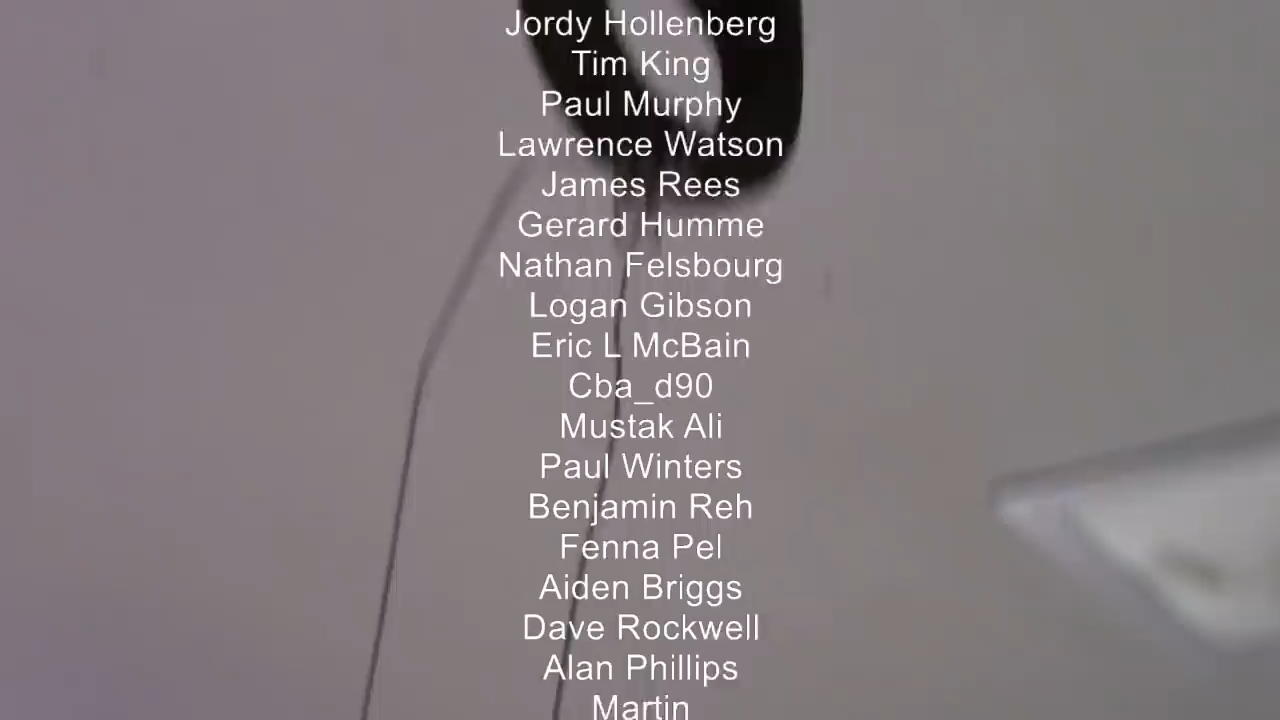 Jordy Hollenberg
Tim King
Paul Murphy
Lawrence Watson
James Rees
Gerard Humme
Nathan Felsbourg
Logan Gibson
Eric L McBain
Cba_d90
Mustak Ali
Paul Winters
Benjamin Reh
Fenna Pel
Aiden Briggs
Dave Rockwell
Alan Phillips
Martin